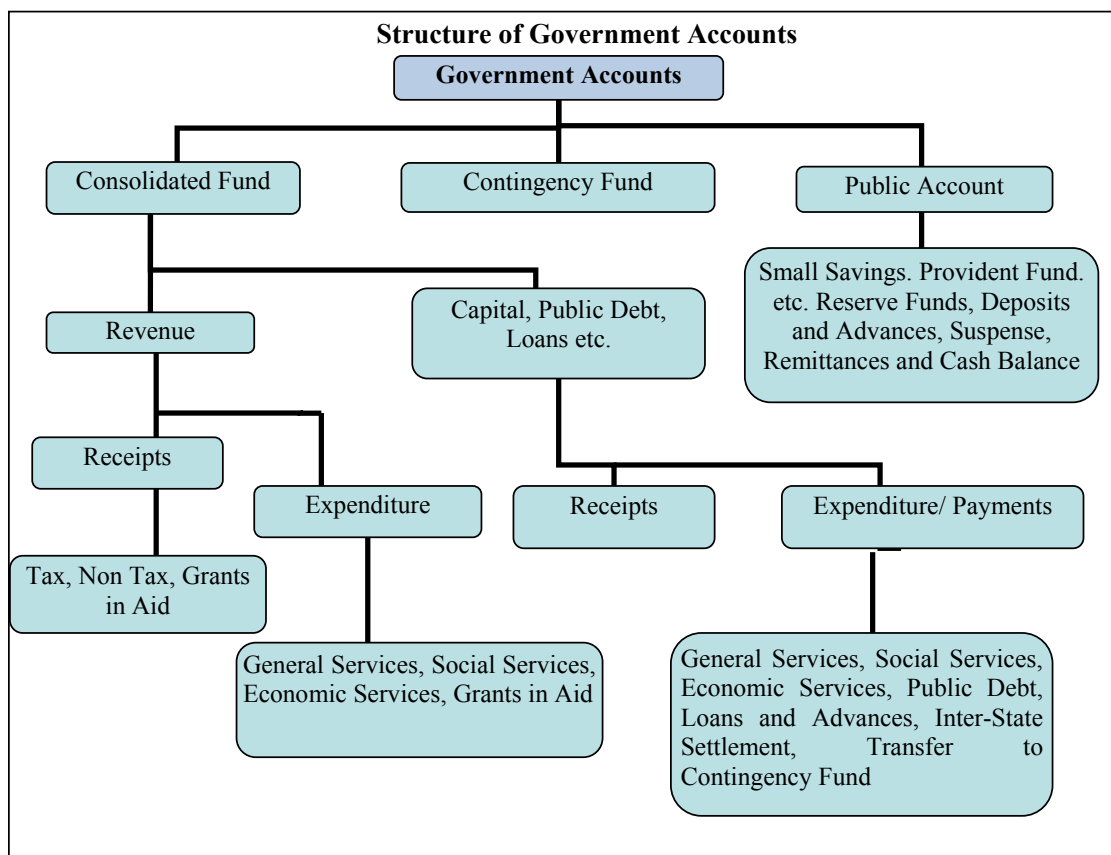 Structure of Government Accounts
Government Accounts
Consolidated Fund
Contingency Fund
Public Account
Small Savings. Provident Fund.
etc. Reserve Funds, Deposits
and Advances, Suspense,
Remittances and Cash Balance
Revenue
Capital, Public Debt,
Loans etc.
Receipts
Expenditure
Receipts
Expenditure/ Payments
Tax, Non Tax, Grants
in Aid
General Services, Social Services,
Economic Services, Grants in Aid
General Services, Social Services,
Economic Services, Public Debt,
Loans and Advances, Inter-State
Settlement, Transfer to
Contingency Fund